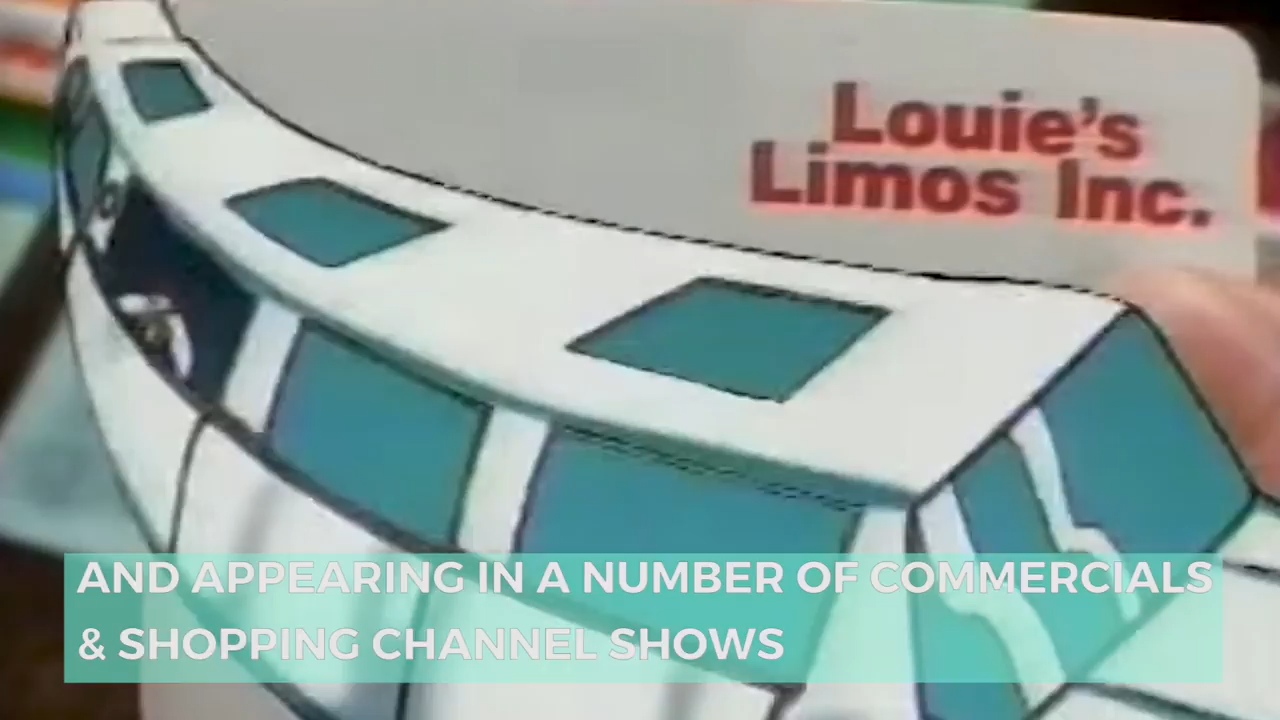 Louie's
Limos Inc.
AND APPEARING IN A NUMBER OF COMMERCIALS
& SHOPPING CHANNEL SHOWS